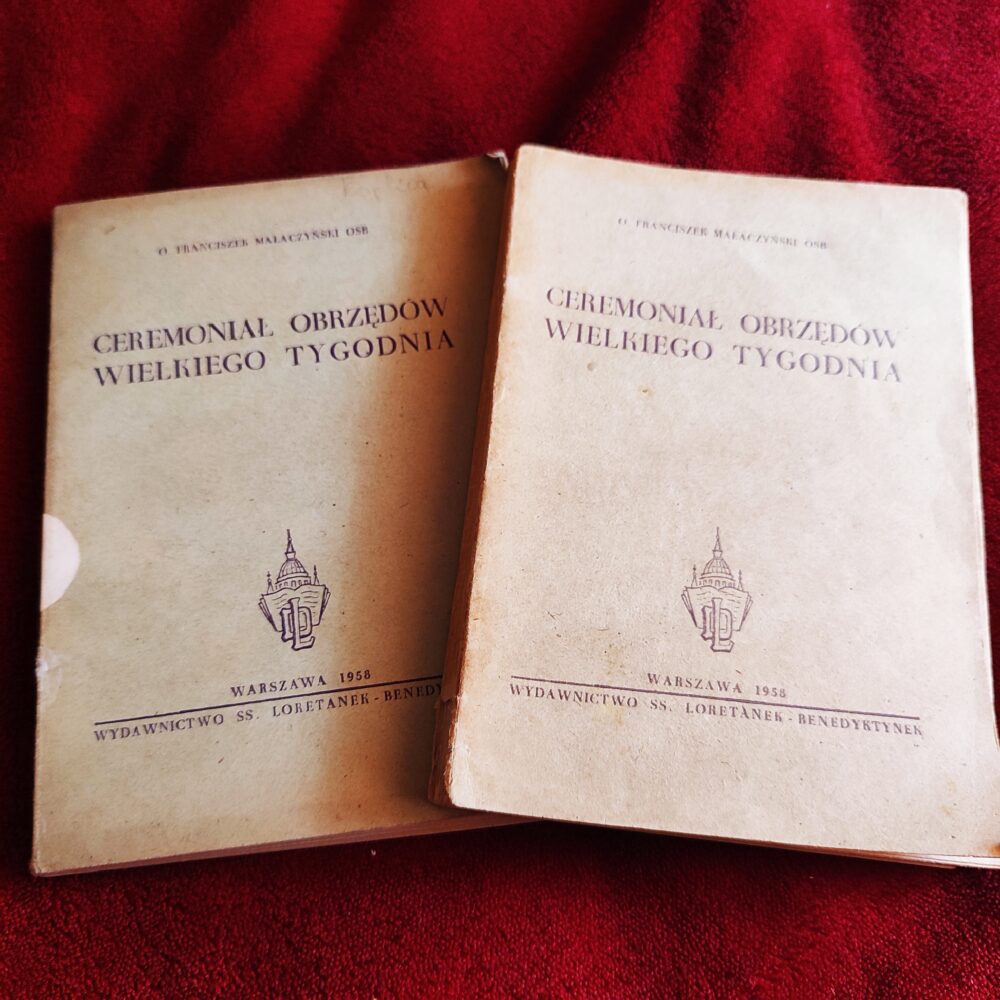 O. FRANCISZEK MAŁACZYŃSKI OSB
CEREMONIAŁ OBRZĘDÓW
WIELKIEGO TYGODNIA
WARSZAWA 1958
WYDAWNICTWO SS. LORETANEK - BENEDY
O. FRANCISZEK MAŁACZYŃSKI OSB
CEREMONIAŁ OBRZĘDÓW
WIELKIEGO TYGODNIA
WARSZAWA 1958
WYDAWNICTWO SS. LORETANEK - BENEDYKTYNEK